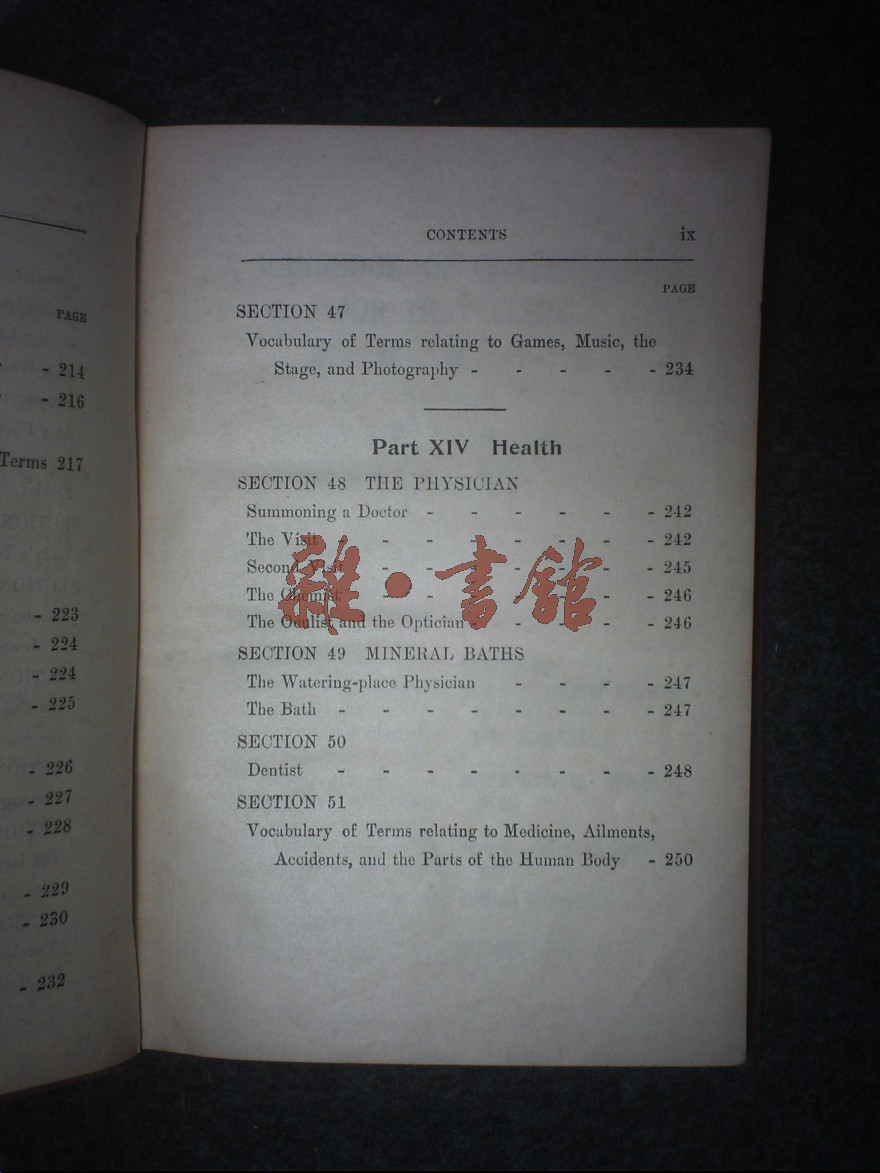 PAGE
- 214
- 216
Terms 217
- 223
- 224
- 224
- 225
- 226
- 227
- 228
- 229
- 230
- 232
CONTENTS ix
PAGE
SECTION 47
Vocabulary of Terms relating to Games, Music, the
Stage, and Photography - - - - - 234
Part XIV Health
SECTION 48 THE PHYSICIAN
Summoning a Doctor - - - - - - 242
The Visit - - - - - - - - 242
Second Visit - - - - - - - 245
The Chemist - - - - - - - 246
The Oculist and the Optician - - - - - 246
SECTION 49 MINERAL BATHS
The Watering-place Physician - - - - 247
The Bath - - - - - - - - 247
SECTION 50
Dentist - - - - - - - - 248
SECTION 51
Vocabulary of Terms relating to Medicine, Ailments,
Accidents, and the Parts of the Human Body - 250
雜·書館